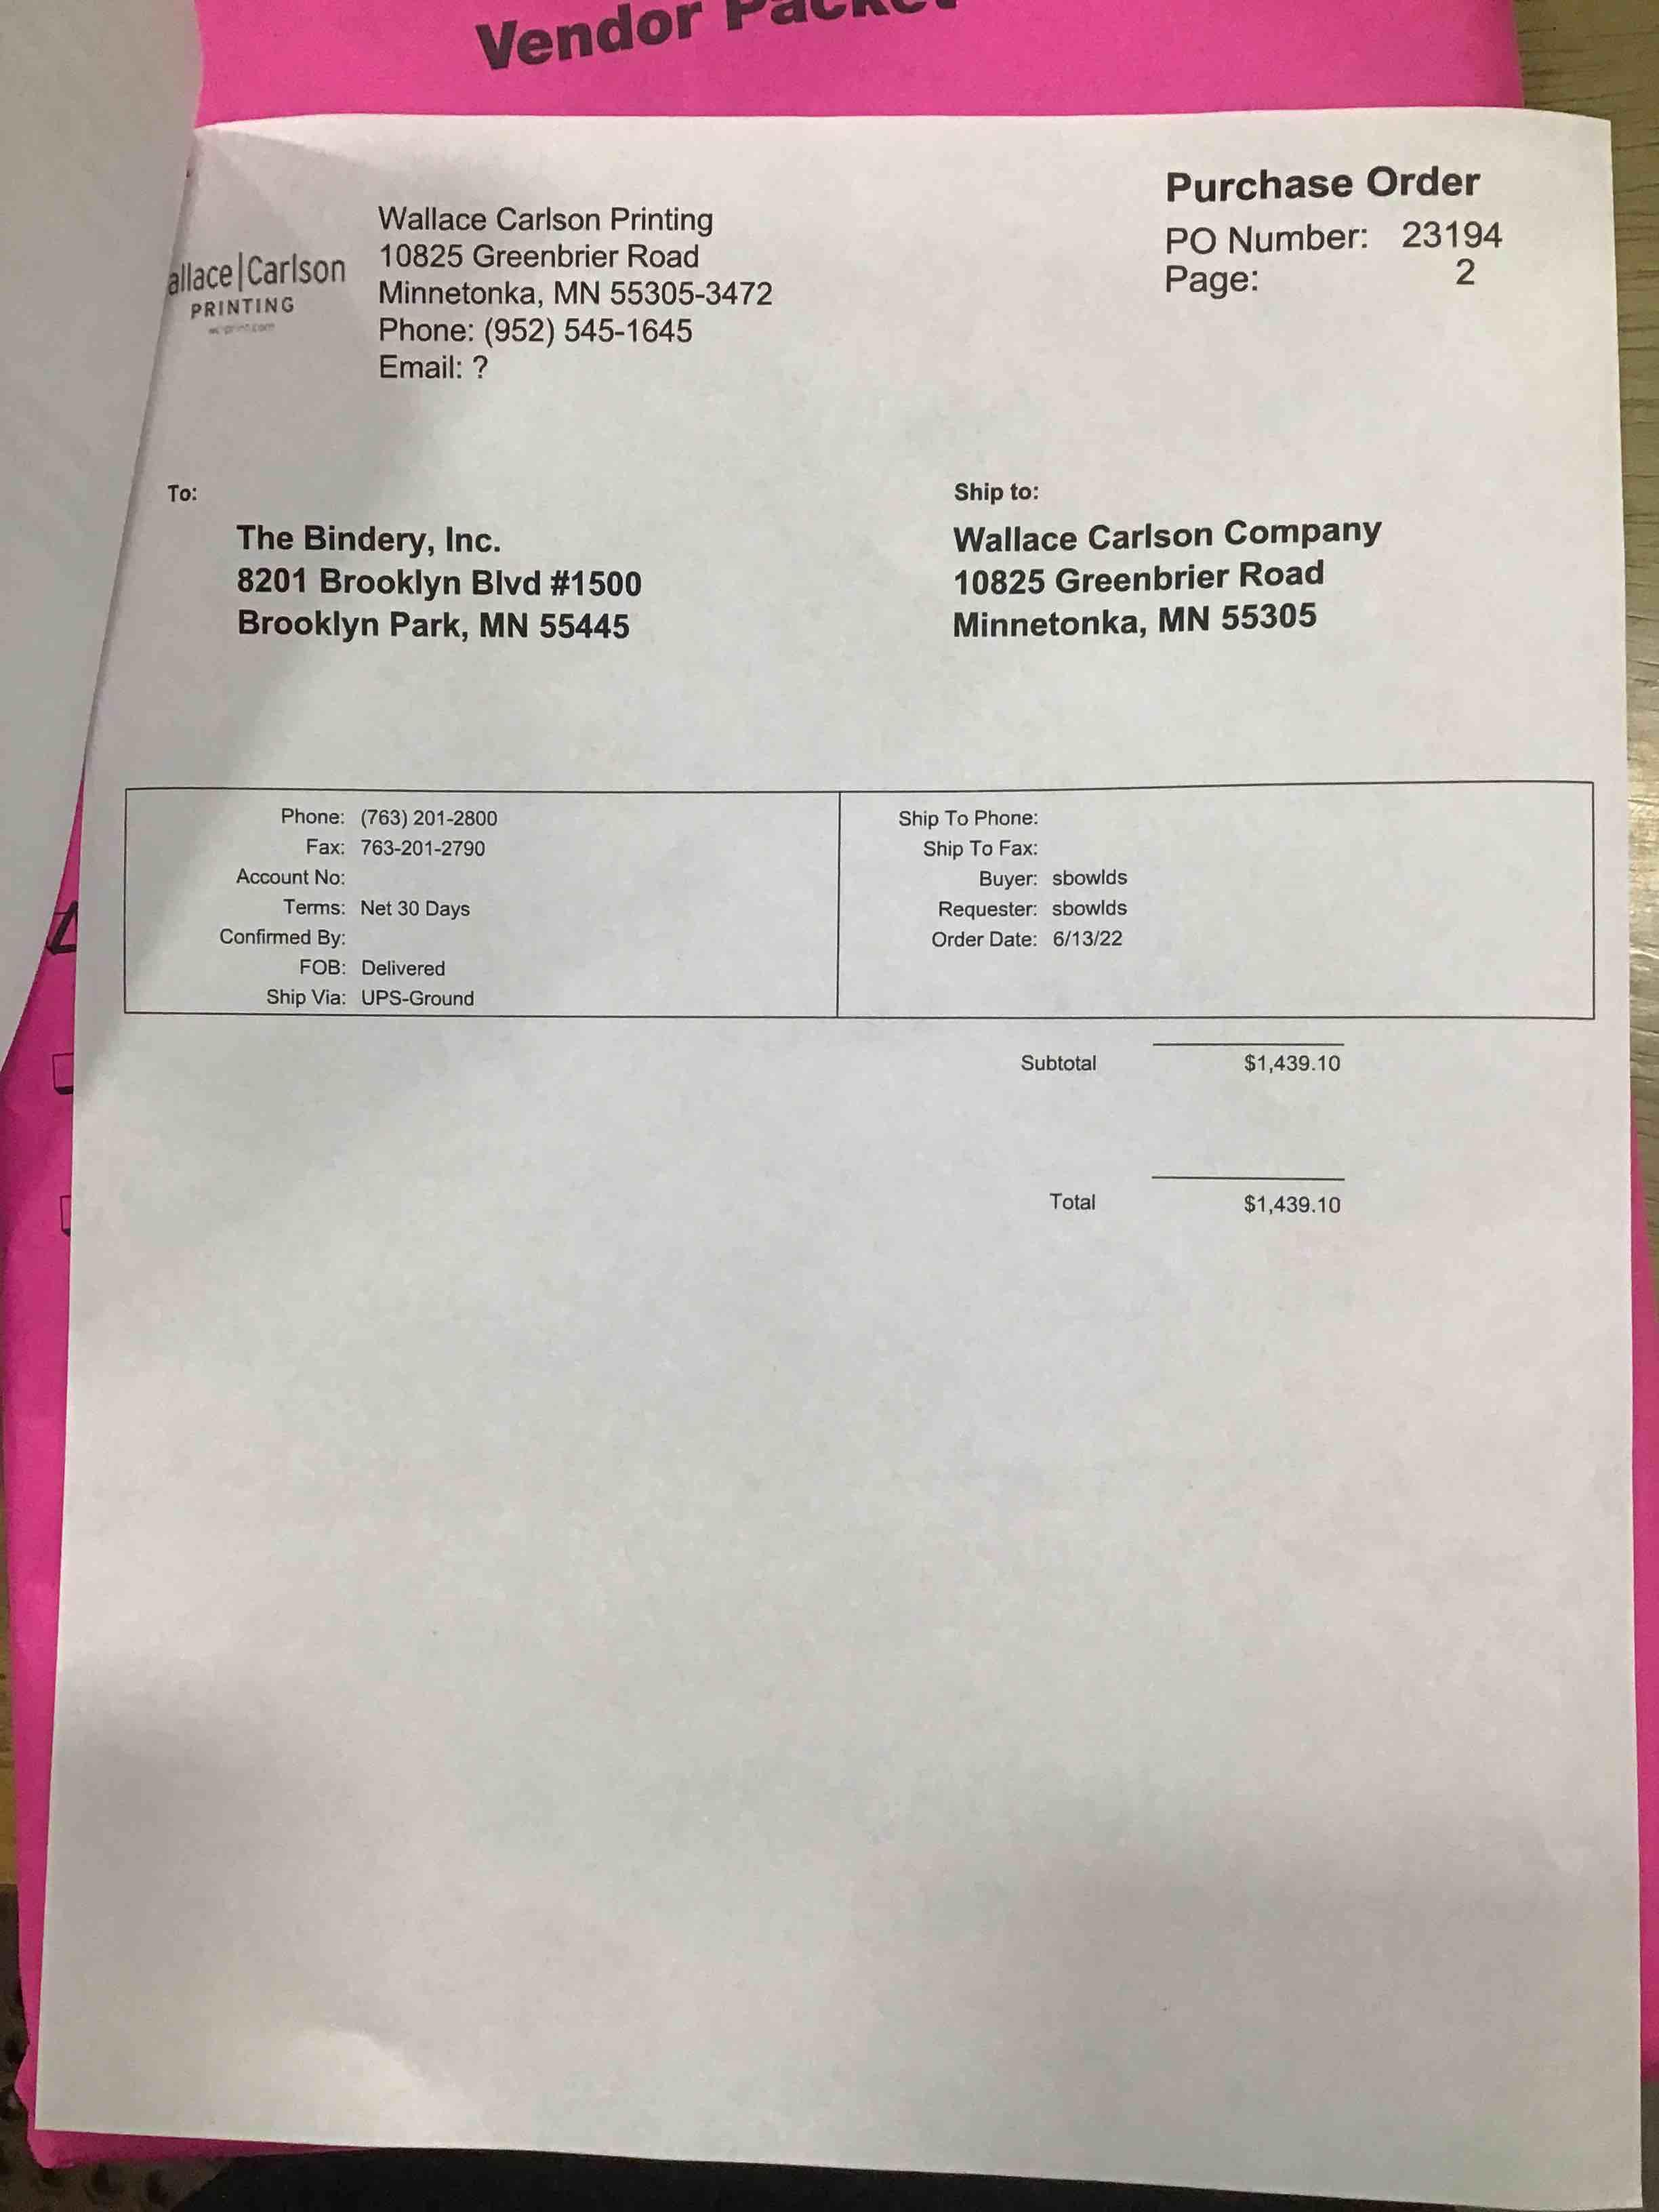 Vendor Packet
Purchase Order
PO Number: 23194
Page: 2
allace|Carlson
PRINTING
Wallace Carlson Printing
10825 Greenbrier Road
Minnetonka, MN 55305-3472
Phone: (952) 545-1645
Email: ?
To:
The Bindery, Inc.
8201 Brooklyn Blvd #1500
Brooklyn Park, MN 55445
Ship to:
Wallace Carlson Company
10825 Greenbrier Road
Minnetonka, MN 55305
Phone: (763) 201-2800
Fax: 763-201-2790
Account No:
Terms: Net 30 Days
Confirmed By:
FOB: Delivered
Ship Via: UPS-Ground
Ship To Phone:
Ship To Fax:
Buyer: sbowlds
Requester: sbowlds
Order Date: 6/13/22
Subtotal $1,439.10
Total $1,439.10